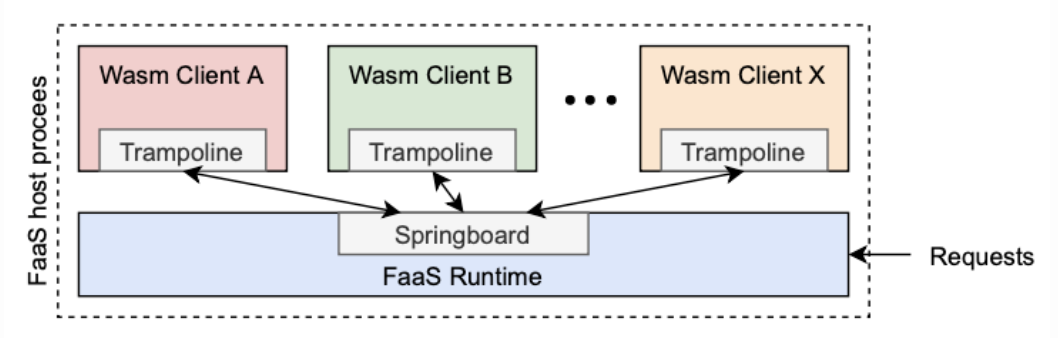 Wasm Client A
Wasm Client B
Wasm Client X
Trampoline
Trampoline
Trampoline
Springboard
FaaS Runtime
Requests
FaaS host procees